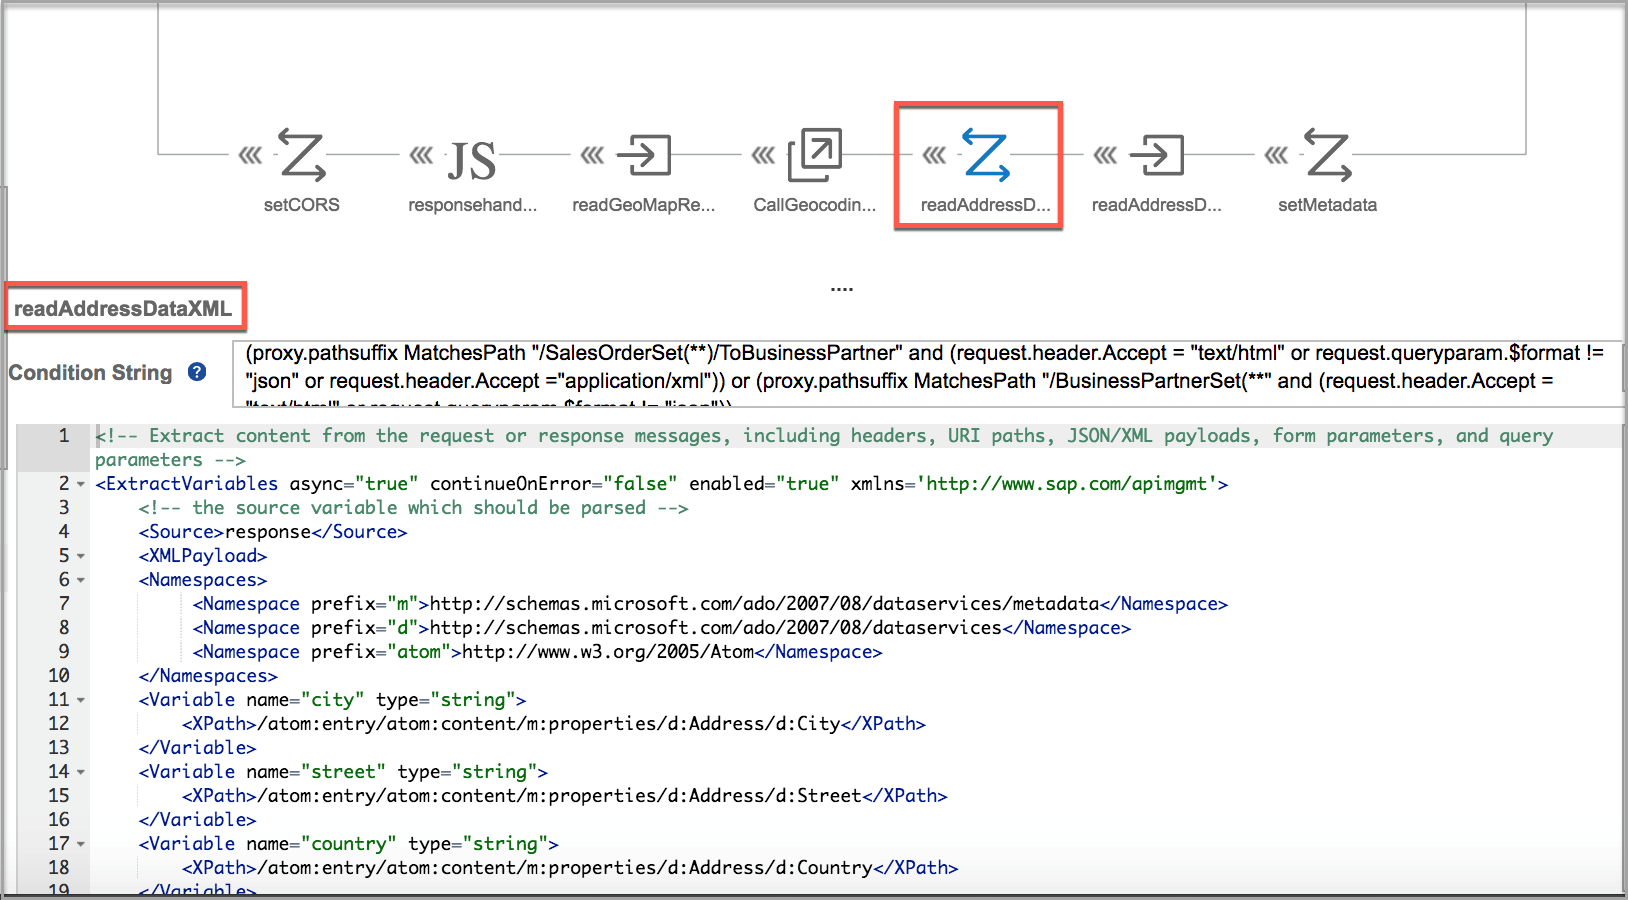 setCORS
JS
responsehand...
readGeoMapRe...
CallGeocodin...
readAddressD...
readAddressD...
setMetadata
....
readAddressDataXML
Condition String ?
(proxy.pathsuffix MatchesPath "/SalesOrderSet(**)/ToBusinessPartner" and (request.header.Accept = "text/html" or request.queryparam.$format !=
"json" or request.header.Accept ="application/xml")) or (proxy.pathsuffix MatchesPath "/BusinessPartnerSet(**" and (request.header.Accept =
"text/html" or request.queryparam.$format != "json"))
1 <!-- Extract content from the request or response messages, including headers, URI paths, JSON/XML payloads, form parameters, and query
parameters -->
2 <ExtractVariables async="true" continueOnError="false" enabled="true" xmlns='http://www.sap.com/apimgmt'>
3 <!-- the source variable which should be parsed -->
4 <Source>response</Source>
5 <XMLPayload>
6 <Namespaces>
7 <Namespace prefix="m">http://schemas.microsoft.com/ado/2007/08/dataservices/metadata</Namespace>
8 <Namespace prefix="d">http://schemas.microsoft.com/ado/2007/08/dataservices</Namespace>
9 <Namespace prefix="atom">http://www.w3.org/2005/Atom</Namespace>
10 </Namespaces>
11 <Variable name="city" type="string">
12 <XPath>/atom:entry/atom:content/m:properties/d:Address/d:City</XPath>
13 </Variable>
14 <Variable name="street" type="string">
15 <XPath>/atom:entry/atom:content/m:properties/d:Address/d:Street</XPath>
16 </Variable>
17 <Variable name="country" type="string">
18 <XPath>/atom:entry/atom:content/m:properties/d:Address/d:Country</XPath>
19 </Variable>